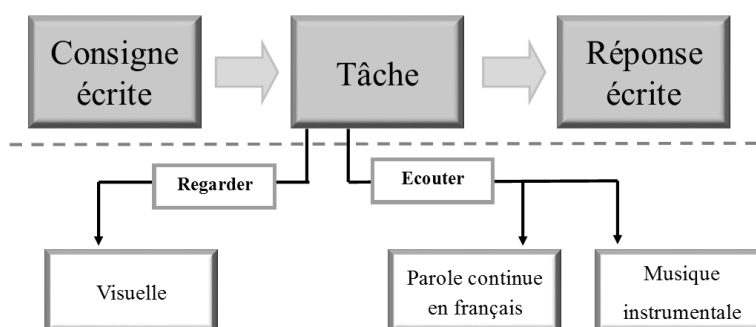 Consigne
écrite
Tâche
Réponse
écrite
Regarder
Ecouter
Visuelle
Parole continue
en français
Musique
instrumentale